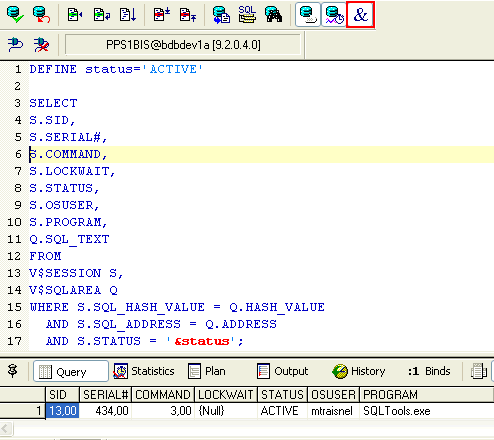 SQL
&
PPS1BIS@bdbdev1a [9.2.0.4.0]
1 DEFINE status='ACTIVE'
2
3 SELECT
4 S.SID,
5 S.SERIAL#,
6 S.COMMAND,
7 S.LOCKWAIT,
8 S.STATUS,
9 S.OSUSER,
10 S.PROGRAM,
11 Q.SQL_TEXT
12 FROM
13 V$SESSION S,
14 V$SQLAREA Q
15 WHERE S.SQL_HASH_VALUE = Q.HASH_VALUE
16 AND S.SQL_ADDRESS = Q.ADDRESS
17 AND S.STATUS = '&status';
Query Statistics Plan Output History :1 Binds
SID SERIAL# COMMAND LOCKWAIT STATUS OSUSER PROGRAM
1 13,00 434,00 3,00 {Null} ACTIVE mtraisnel SQLTools.exe